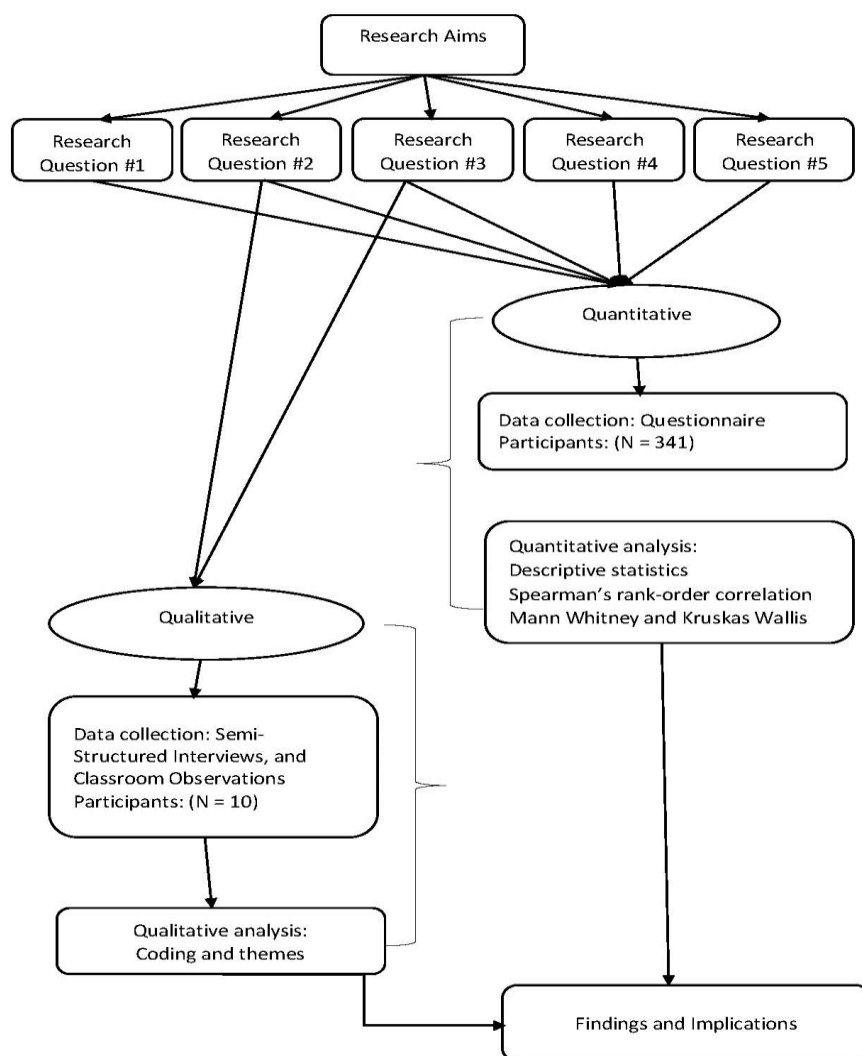 Research Aims
Research
Question #1
Research
Question #2
Research
Question #3
Research
Question #4
Research
Question #5
Quantitative
Data collection: Questionnaire
Participants: (N = 341)
Quantitative analysis:
Descriptive statistics
Spearman’s rank-order correlation
Mann Whitney and Kruskas Wallis
Qualitative
Data collection: Semi-
Structured Interviews, and
Classroom Observations
Participants: (N = 10)
Qualitative analysis:
Coding and themes
Findings and Implications